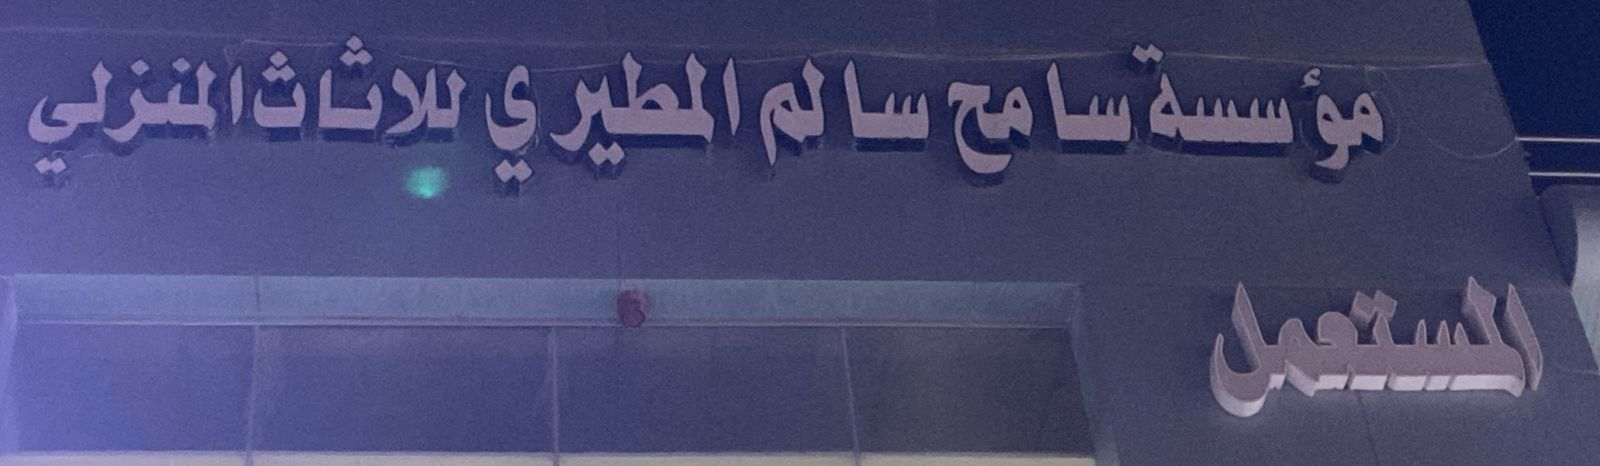 مؤسسة سامح سالم المطيري للاثاث المنزلي
المستعمل